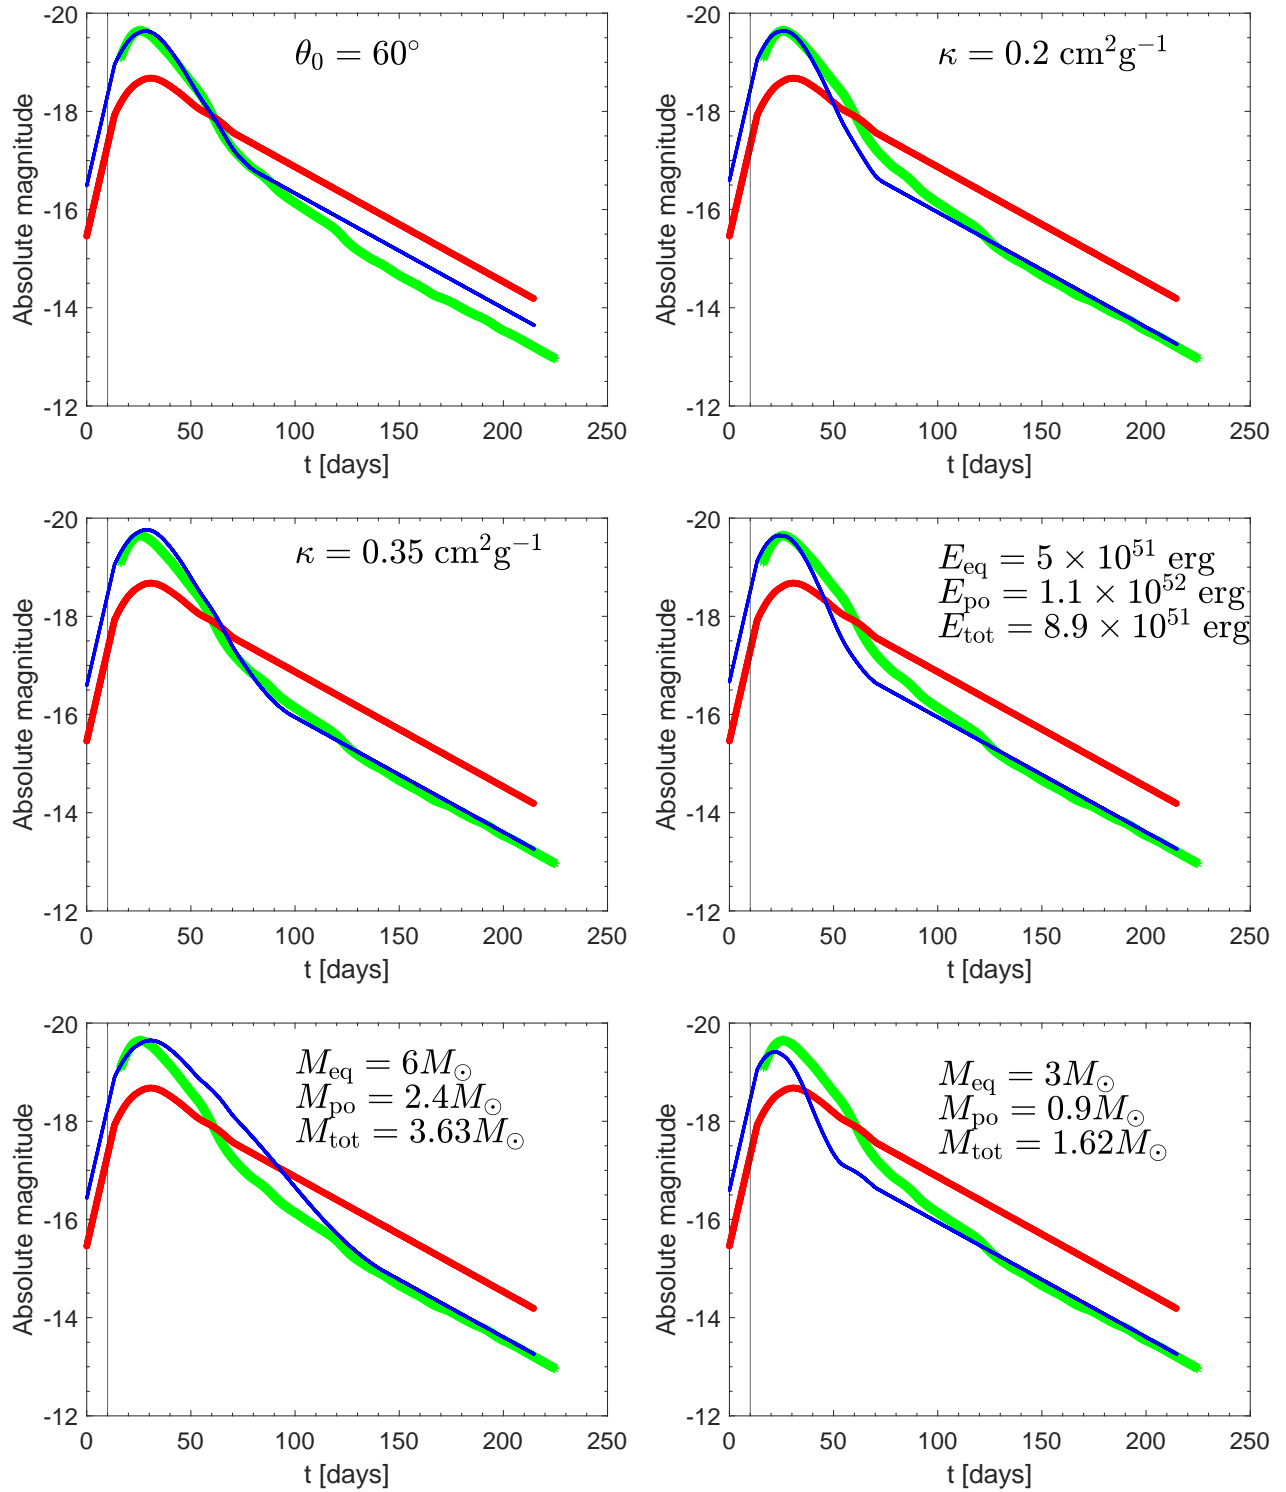 θ₀ = 60°
Absolute magnitude
-20
-18
-16
-14
-12
0 50 100 150 200 250
t [days]
κ = 0.2 cm²g⁻¹
Absolute magnitude
-20
-18
-16
-14
-12
0 50 100 150 200 250
t [days]
κ = 0.35 cm²g⁻¹
Absolute magnitude
-20
-18
-16
-14
-12
0 50 100 150 200 250
t [days]
E_eq = 5 × 10⁵¹ erg
E_po = 1.1 × 10⁵² erg
E_tot = 8.9 × 10⁵¹ erg
Absolute magnitude
-20
-18
-16
-14
-12
0 50 100 150 200 250
t [days]
M_eq = 6M_⊙
M_po = 2.4M_⊙
M_tot = 3.63M_⊙
Absolute magnitude
-20
-18
-16
-14
-12
0 50 100 150 200 250
t [days]
M_eq = 3M_⊙
M_po = 0.9M_⊙
M_tot = 1.62M_⊙
Absolute magnitude
-20
-18
-16
-14
-12
0 50 100 150 200 250
t [days]